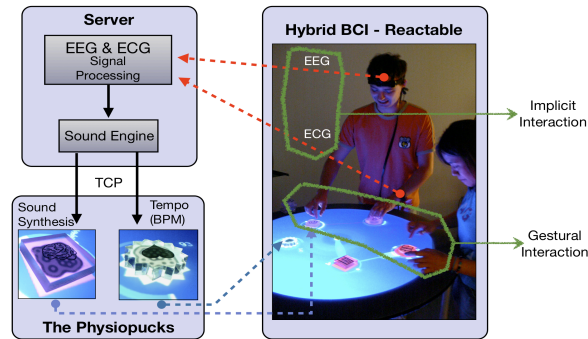 Server
EEG & ECG
Signal
Processing
Sound Engine
TCP
Sound
Synthesis
Tempo
(BPM)
The Physiopucks
Hybrid BCI - Reactable
EEG
ECG
Implicit
Interaction
Gestural
Interaction